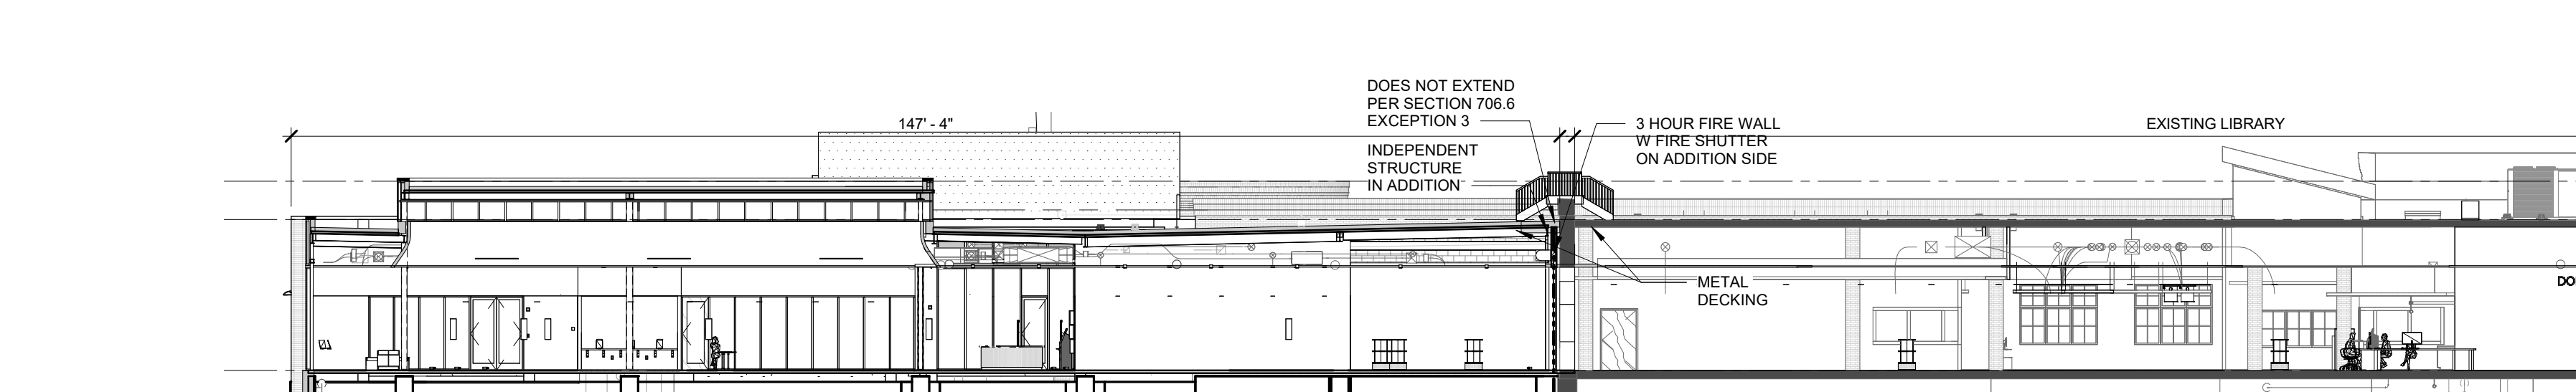 DOES NOT EXTEND
PER SECTION 706.6
EXCEPTION 3
147' - 4"
3 HOUR FIRE WALL
W FIRE SHUTTER
ON ADDITION SIDE
EXISTING LIBRARY
INDEPENDENT
STRUCTURE
IN ADDITION
METAL
DECKING